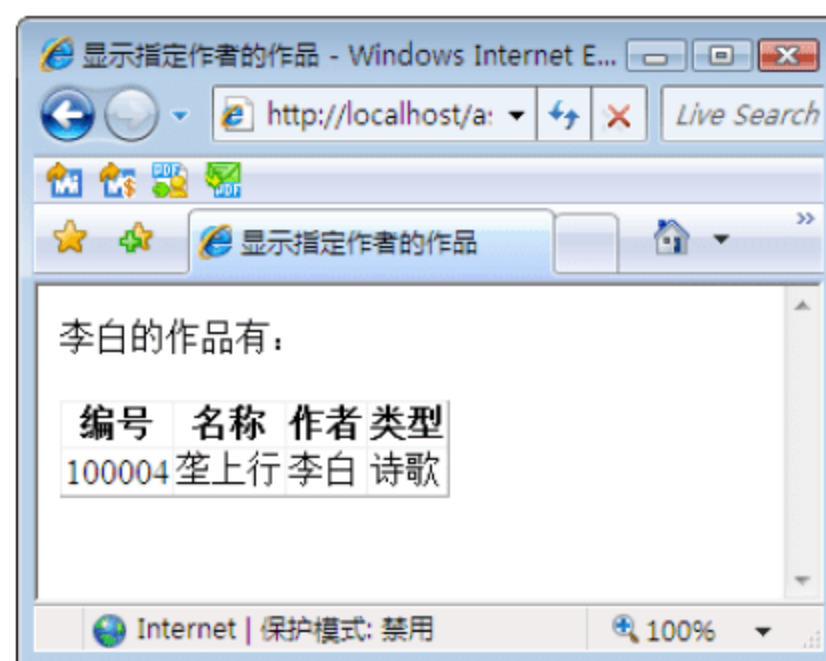 显示指定作者的作品 - Windows Internet E...
http://localhost/a: Live Search
显示指定作者的作品
李白的作品有：
编号 名称 作者 类型
100004 垄上行 李白 诗歌
Internet | 保护模式: 禁用 100%